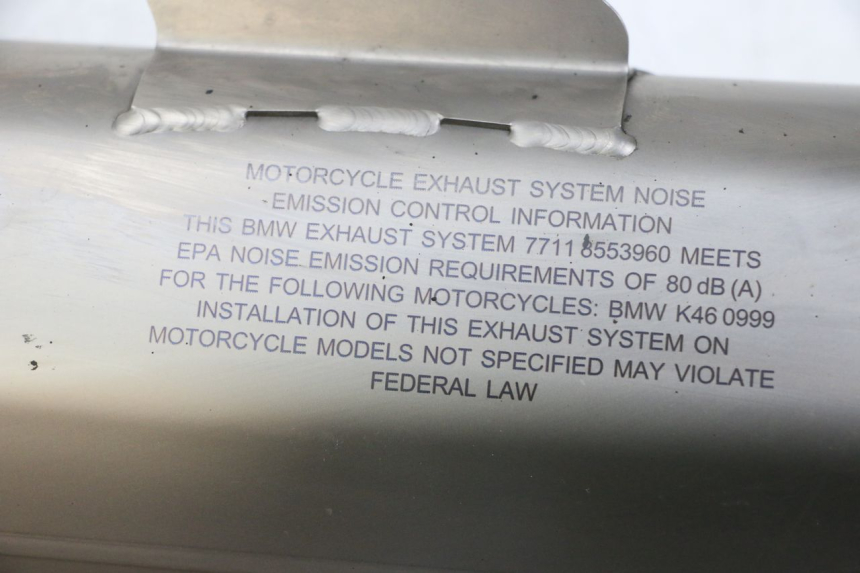 MOTORCYCLE EXHAUST SYSTEM NOISE
EMISSION CONTROL INFORMATION
THIS BMW EXHAUST SYSTEM 7711 8553960 MEETS
EPA NOISE EMISSION REQUIREMENTS OF 80 dB (A)
FOR THE FOLLOWING MOTORCYCLES: BMW K46 0999
INSTALLATION OF THIS EXHAUST SYSTEM ON
MOTORCYCLE MODELS NOT SPECIFIED MAY VIOLATE
FEDERAL LAW